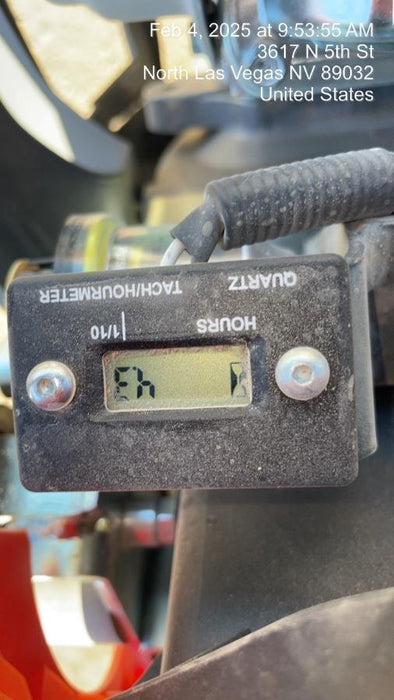 Feb 4, 2025 at 9:53:55 AM
3617 N 5th St
North Las Vegas NV 89032
United States
QUARTZ TACH/HOURMETER
HOURS 1/10